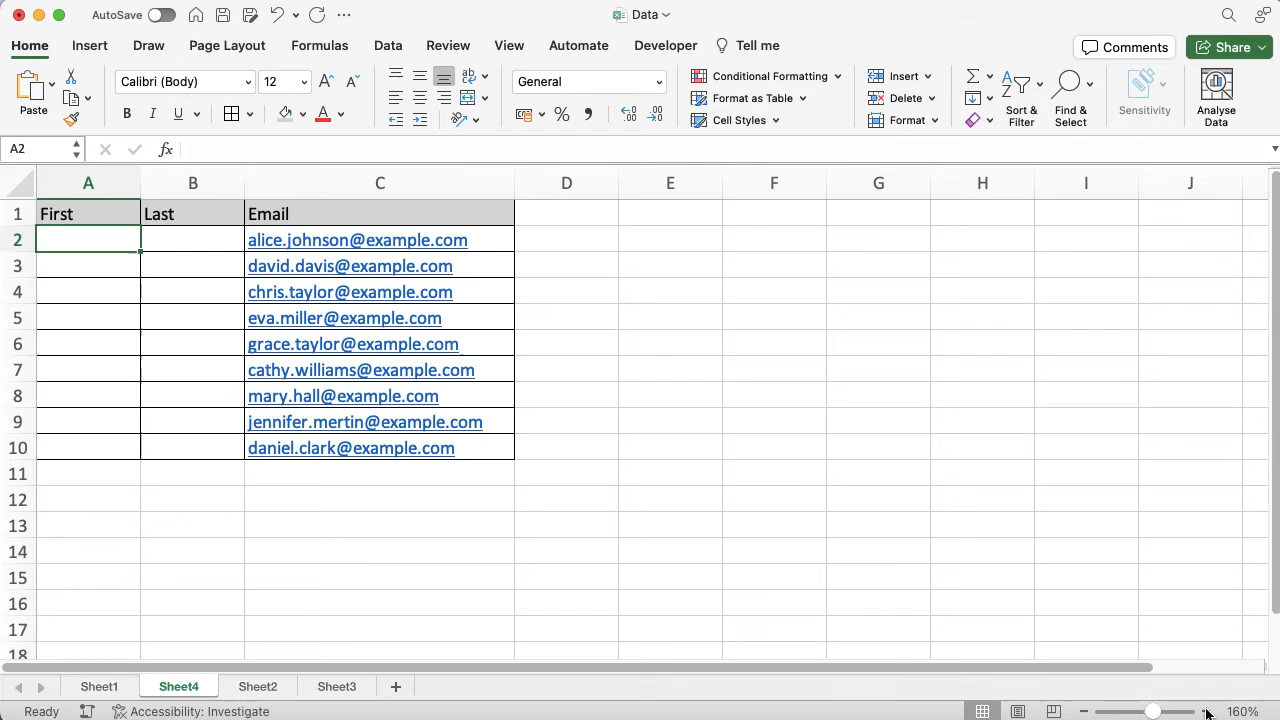 AutoSave Data
Home Insert Draw Page Layout Formulas Data Review View Automate Developer Tell me Comments Share
Paste Calibri (Body) 12 A A B I U A ab General % Conditional Formatting Format as Table Cell Styles Insert Delete Format Sort & Filter Find & Select Sensitivity Analyse Data
A2 fx
A B C D E F G H I J
1 First Last Email
2 alice.johnson@example.com
3 david.davis@example.com
4 chris.taylor@example.com
5 eva.miller@example.com
6 grace.taylor@example.com
7 cathy.williams@example.com
8 mary.hall@example.com
9 jennifer.mertin@example.com
10 daniel.clark@example.com
11
12
13
14
15
16
17
18
Sheet1 Sheet4 Sheet2 Sheet3 +
Ready Accessibility: Investigate 160%